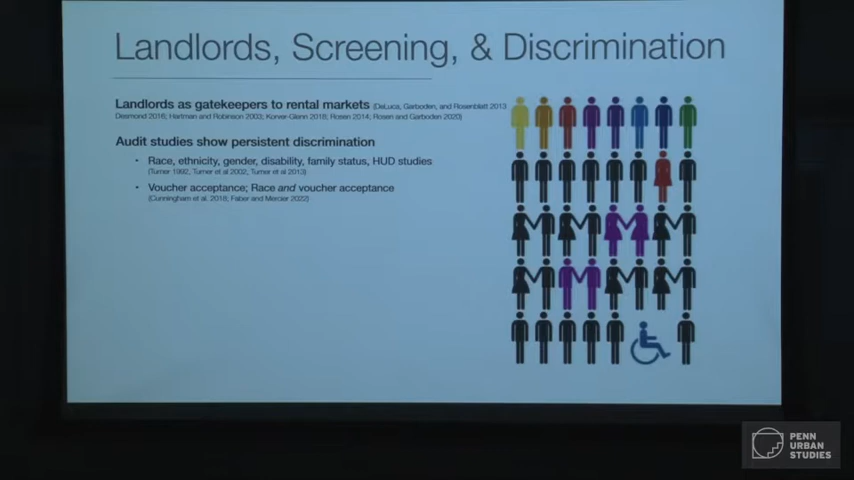 Landlords, Screening, & Discrimination
Landlords as gatekeepers to rental markets (DeLuca, Garboden, and Rosenblatt 2013
Desmond 2016; Hartman and Robinson 2003; Korver-Glenn 2018; Rosen 2014; Rosen and Garboden 2020)
Audit studies show persistent discrimination
· Race, ethnicity, gender, disability, family status, HUD studies
(Turner 1992, Turner et al 2002; Turner et al 2013)
· Voucher acceptance; Race and voucher acceptance
(Cunningham et al. 2018; Faber and Mercier 2022)
PENN
URBAN
STUDIES